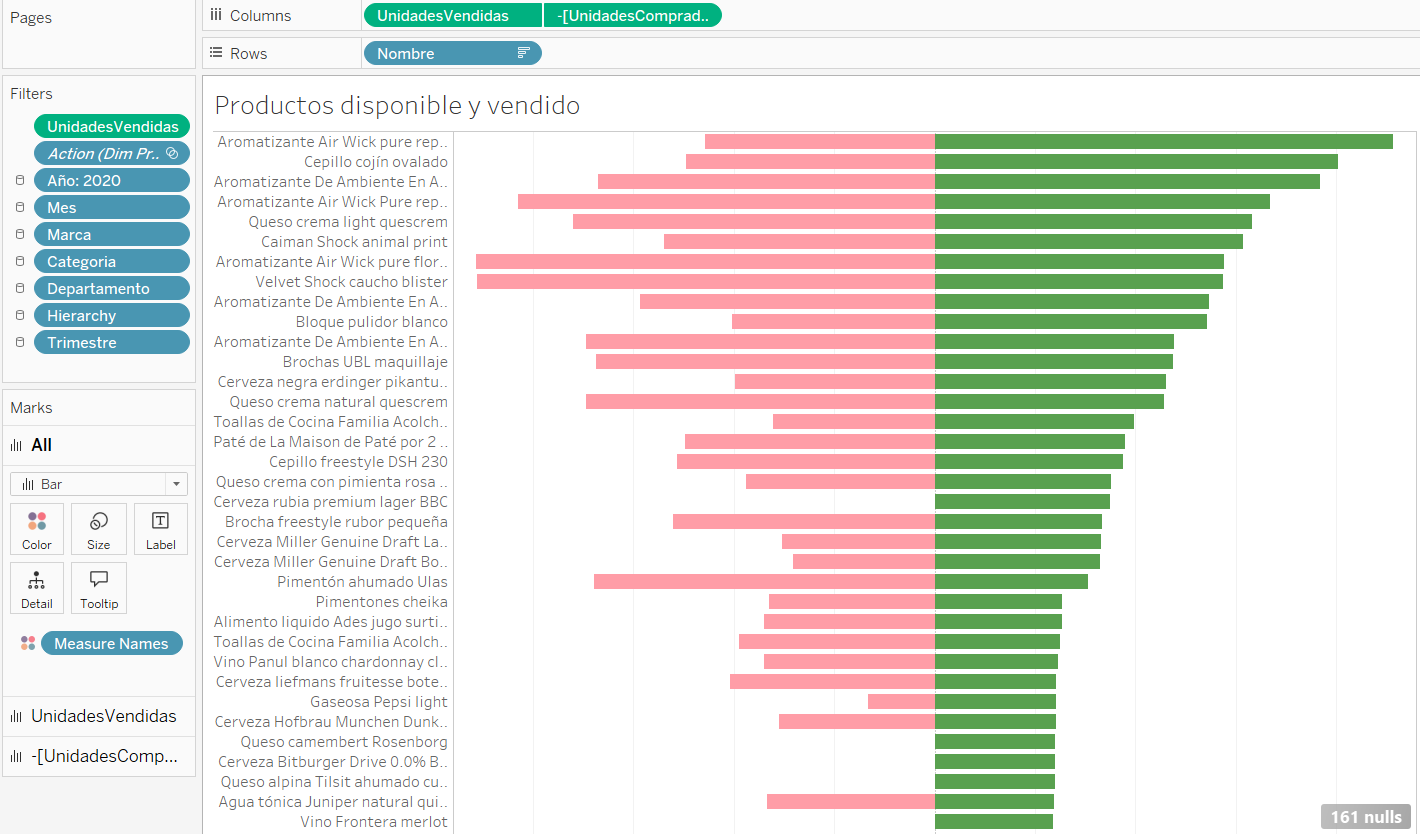 Pages
Columns
UnidadesVendidas
-[UnidadesComprad..
Rows
Nombre
Filters
UnidadesVendidas
Action (Dim Pr..
Año: 2020
Mes
Marca
Categoria
Departamento
Hierarchy
Trimestre
Marks
All
Bar
Color
Size
Label
Detail
Tooltip
Measure Names
UnidadesVendidas
-[UnidadesComp...
Productos disponible y vendido
Aromatizante Air Wick pure rep..
Cepillo cojín ovalado
Aromatizante De Ambiente En A..
Aromatizante Air Wick Pure rep..
Queso crema light quescrem
Caiman Shock animal print
Aromatizante Air Wick pure flor..
Velvet Shock caucho blister
Aromatizante De Ambiente En A..
Bloque pulidor blanco
Aromatizante De Ambiente En A..
Brochas UBL maquillaje
Cerveza negra erdinger pikantu..
Queso crema natural quescrem
Toallas de Cocina Familia Acolch..
Paté de La Maison de Paté por 2 ..
Cepillo freestyle DSH 230
Queso crema con pimienta rosa ..
Cerveza rubia premium lager BBC
Brocha freestyle rubor pequeña
Cerveza Miller Genuine Draft La..
Cerveza Miller Genuine Draft Bo..
Pimentón ahumado Ulas
Pimentones cheika
Alimento liquido Ades jugo surti..
Toallas de Cocina Familia Acolch..
Vino Panul blanco chardonnay cl..
Cerveza liefmans fruitesse bote..
Gaseosa Pepsi light
Cerveza Hofbrau Munchen Dunk..
Queso camembert Rosenborg
Cerveza Bitburger Drive 0.0% B..
Queso alpina Tilsit ahumado cu..
Agua tónica Juniper natural qui..
Vino Frontera merlot
161 nulls